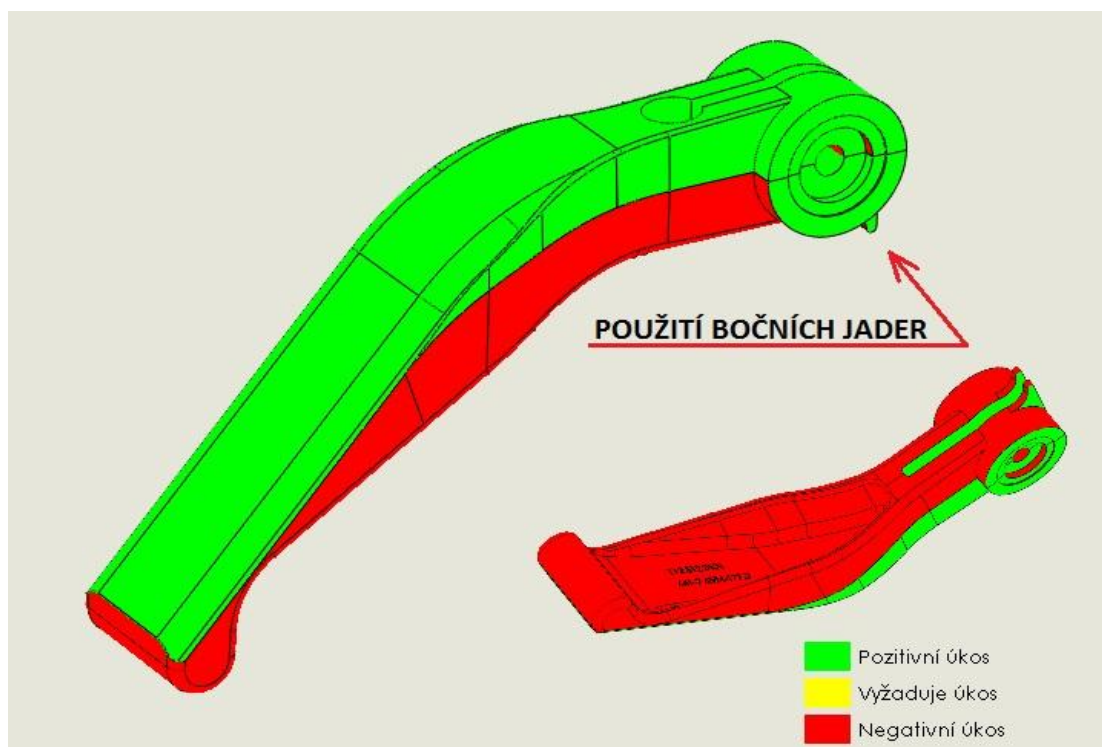 POUŽITÍ BOČNÍCH JADER
Pozitivní úkos
Vyžaduje úkos
Negativní úkos